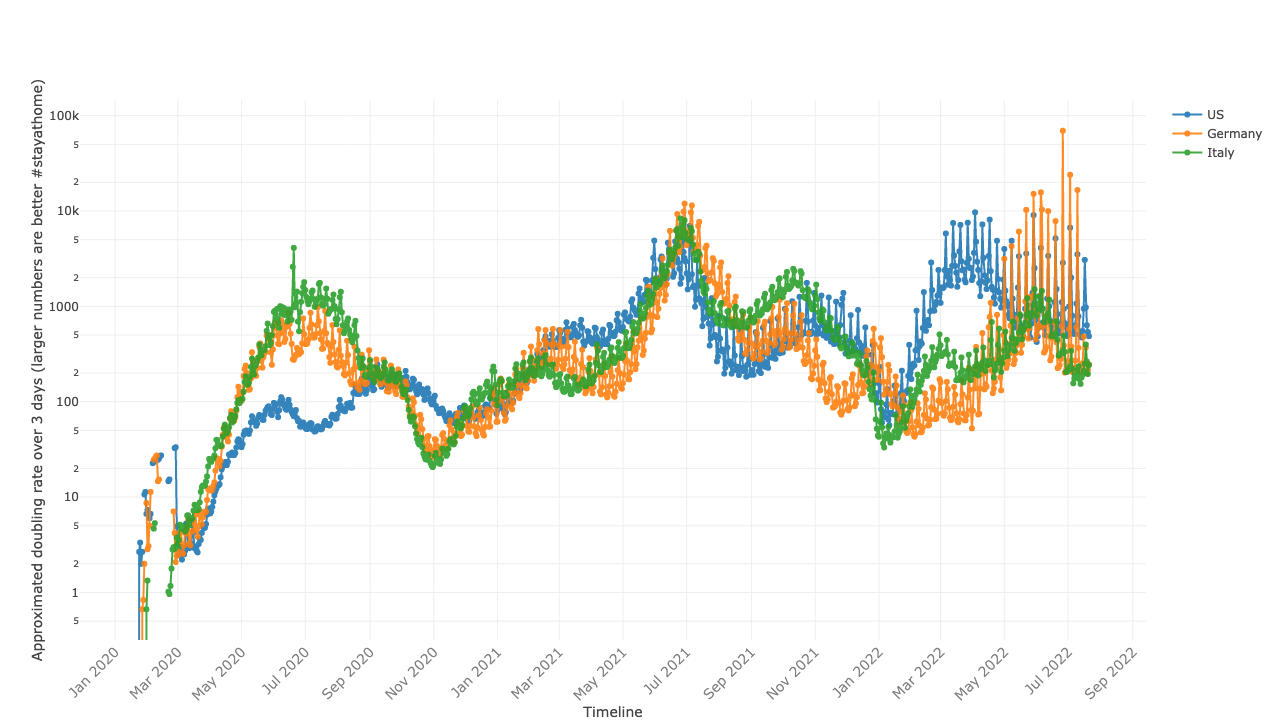 Approximated doubling rate over 3 days (larger numbers are better #stayathome)
100k
5
2
10k
5
2
1000
5
2
100
5
2
10
5
2
1
5
Jan 2020
Mar 2020
May 2020
Jul 2020
Sep 2020
Nov 2020
Jan 2021
Mar 2021
May 2021
Jul 2021
Sep 2021
Nov 2021
Jan 2022
Mar 2022
May 2022
Jul 2022
Sep 2022
Timeline
US
Germany
Italy